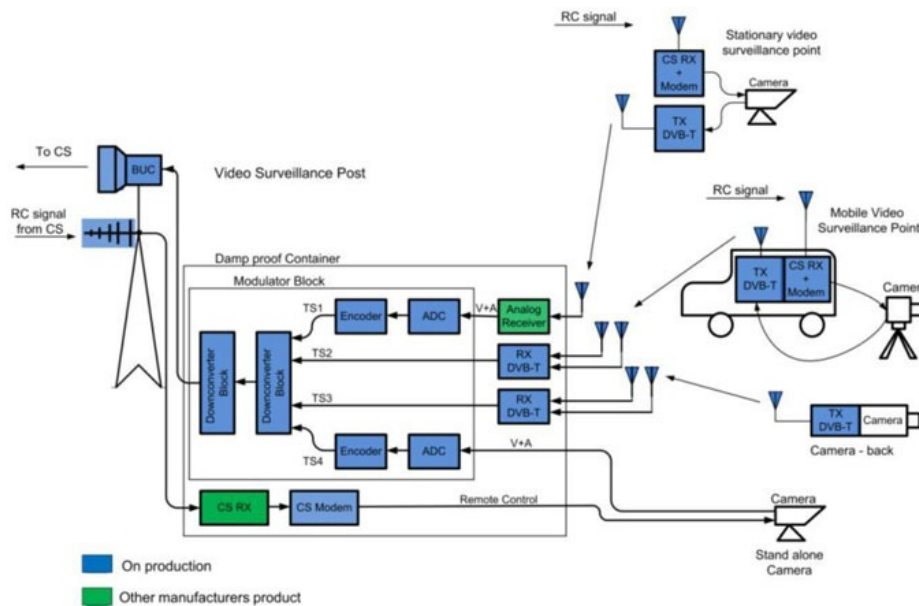 RC signal
Stationary video
surveillance point
CS RX
+
Modem
Camera
TX
DVB-T
To CS
BUC
Video Surveillance Post
RC signal
from CS
RC signal
Mobile Video
Surveillance Point
TX
DVB-T
CS RX
+
Modem
Camera
Damp proof Container
Modulator Block
TS1
Encoder
ADC
V+A
Analog
Receiver
Downconverter
Block
Downconverter
Block
TS2
RX
DVB-T
TS3
RX
DVB-T
TX
DVB-T
Camera
Camera - back
TS4
Encoder
ADC
V+A
CS RX
CS Modem
Remote Control
Camera
Stand alone
Camera
On production
Other manufacturers product